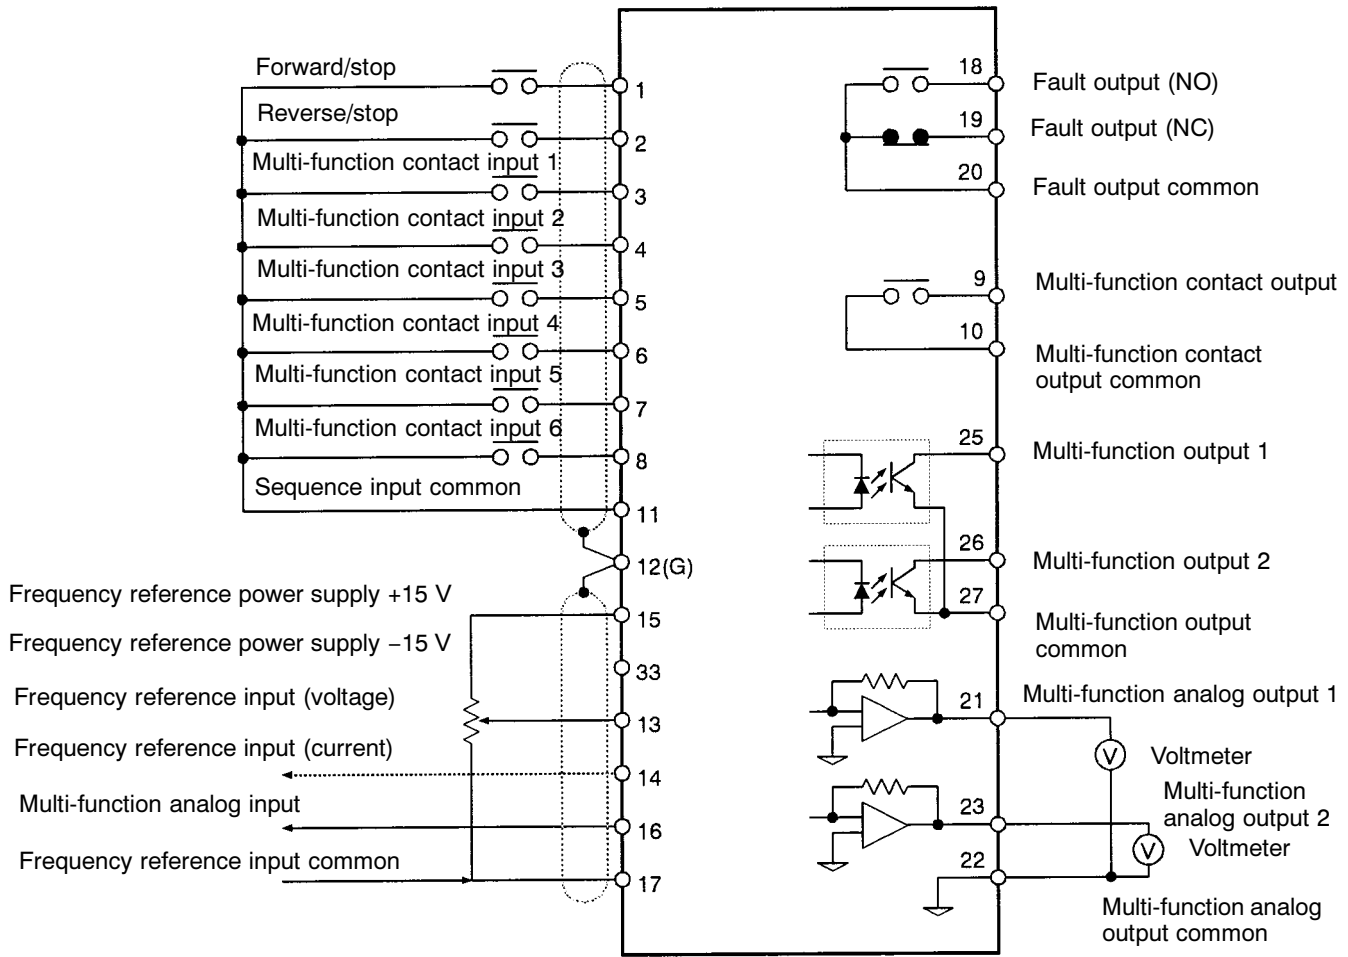 Forward/stop
1
Reverse/stop
2
Multi-function contact input 1
3
Multi-function contact input 2
4
Multi-function contact input 3
5
Multi-function contact input 4
6
Multi-function contact input 5
7
Multi-function contact input 6
8
Sequence input common
11
12(G)
Frequency reference power supply +15 V
15
Frequency reference power supply −15 V
33
Frequency reference input (voltage)
13
Frequency reference input (current)
14
Multi-function analog input
16
Frequency reference input common
17
18
Fault output (NO)
19
Fault output (NC)
20
Fault output common
9
Multi-function contact output
10
Multi-function contact
output common
25
Multi-function output 1
26
Multi-function output 2
27
Multi-function output
common
21
Multi-function analog output 1
V
Voltmeter
23
Multi-function
analog output 2
V
Voltmeter
22
Multi-function analog
output common